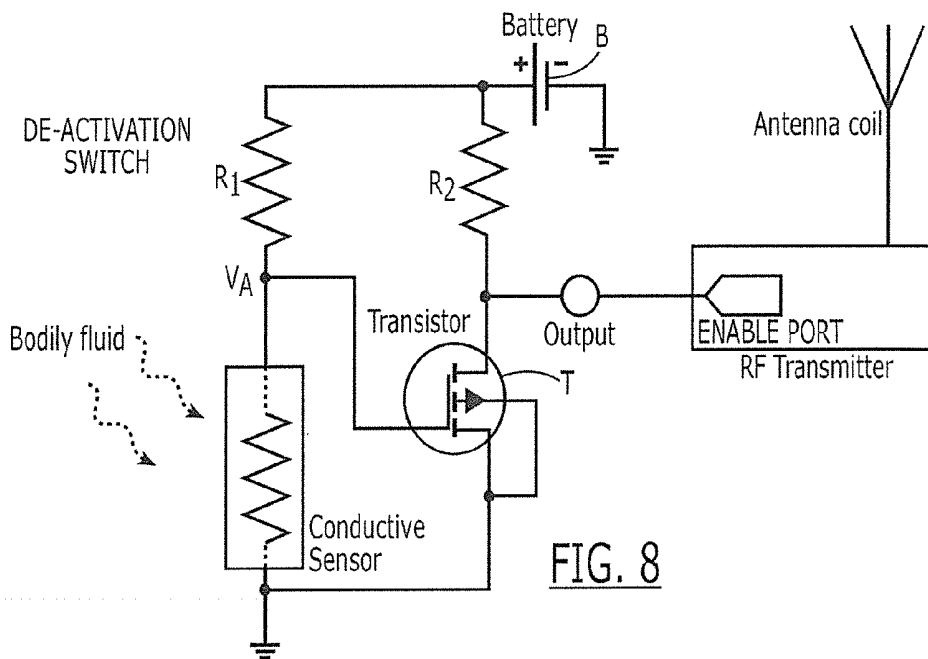 Battery
B
+ -
DE-ACTIVATION
SWITCH
Antenna coil
R1
R2
VA
Bodily fluid
Transistor
Output
ENABLE PORT
RF Transmitter
T
Conductive
Sensor
FIG. 8